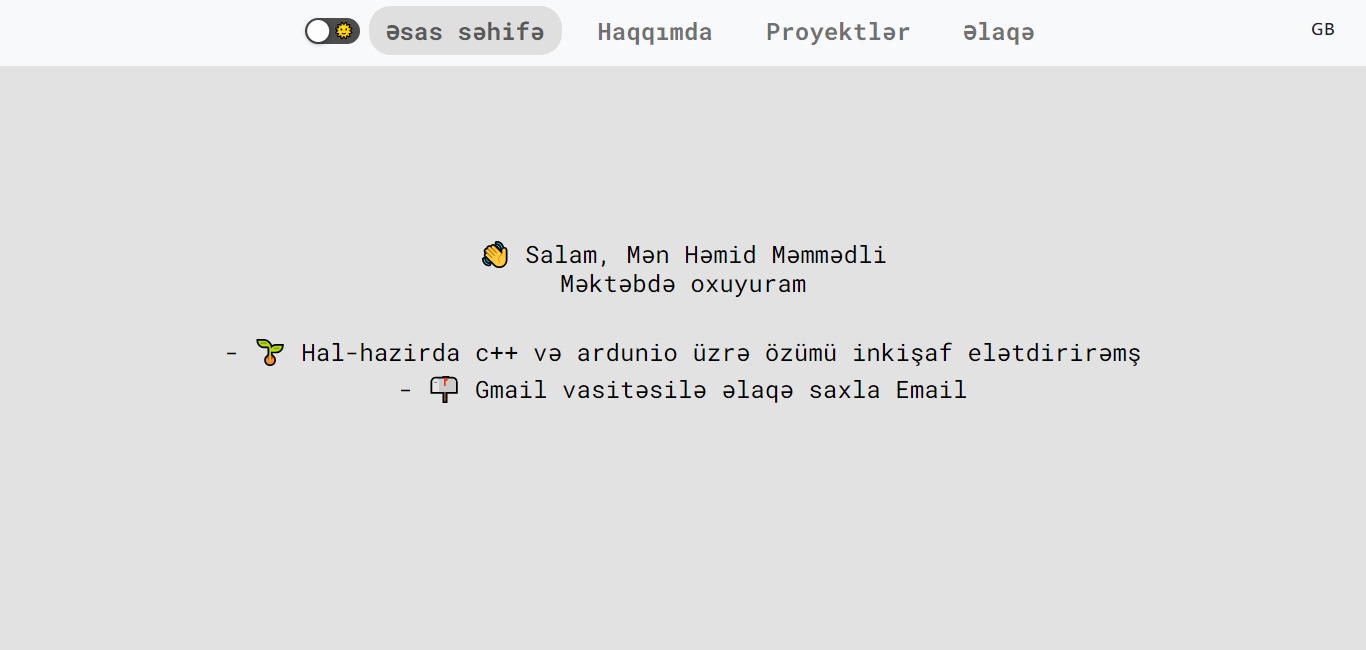 Əsas səhifə Haqqımda Proyektlər Əlaqə GB
👋 Salam, Mən Həmid Məmmədli
Məktəbdə oxuyuram
- 🌱 Hal-hazirda c++ və ardunio üzrə özümü inkişaf elətdirirəmş
- 📫 Gmail vasitəsilə əlaqə saxla Email